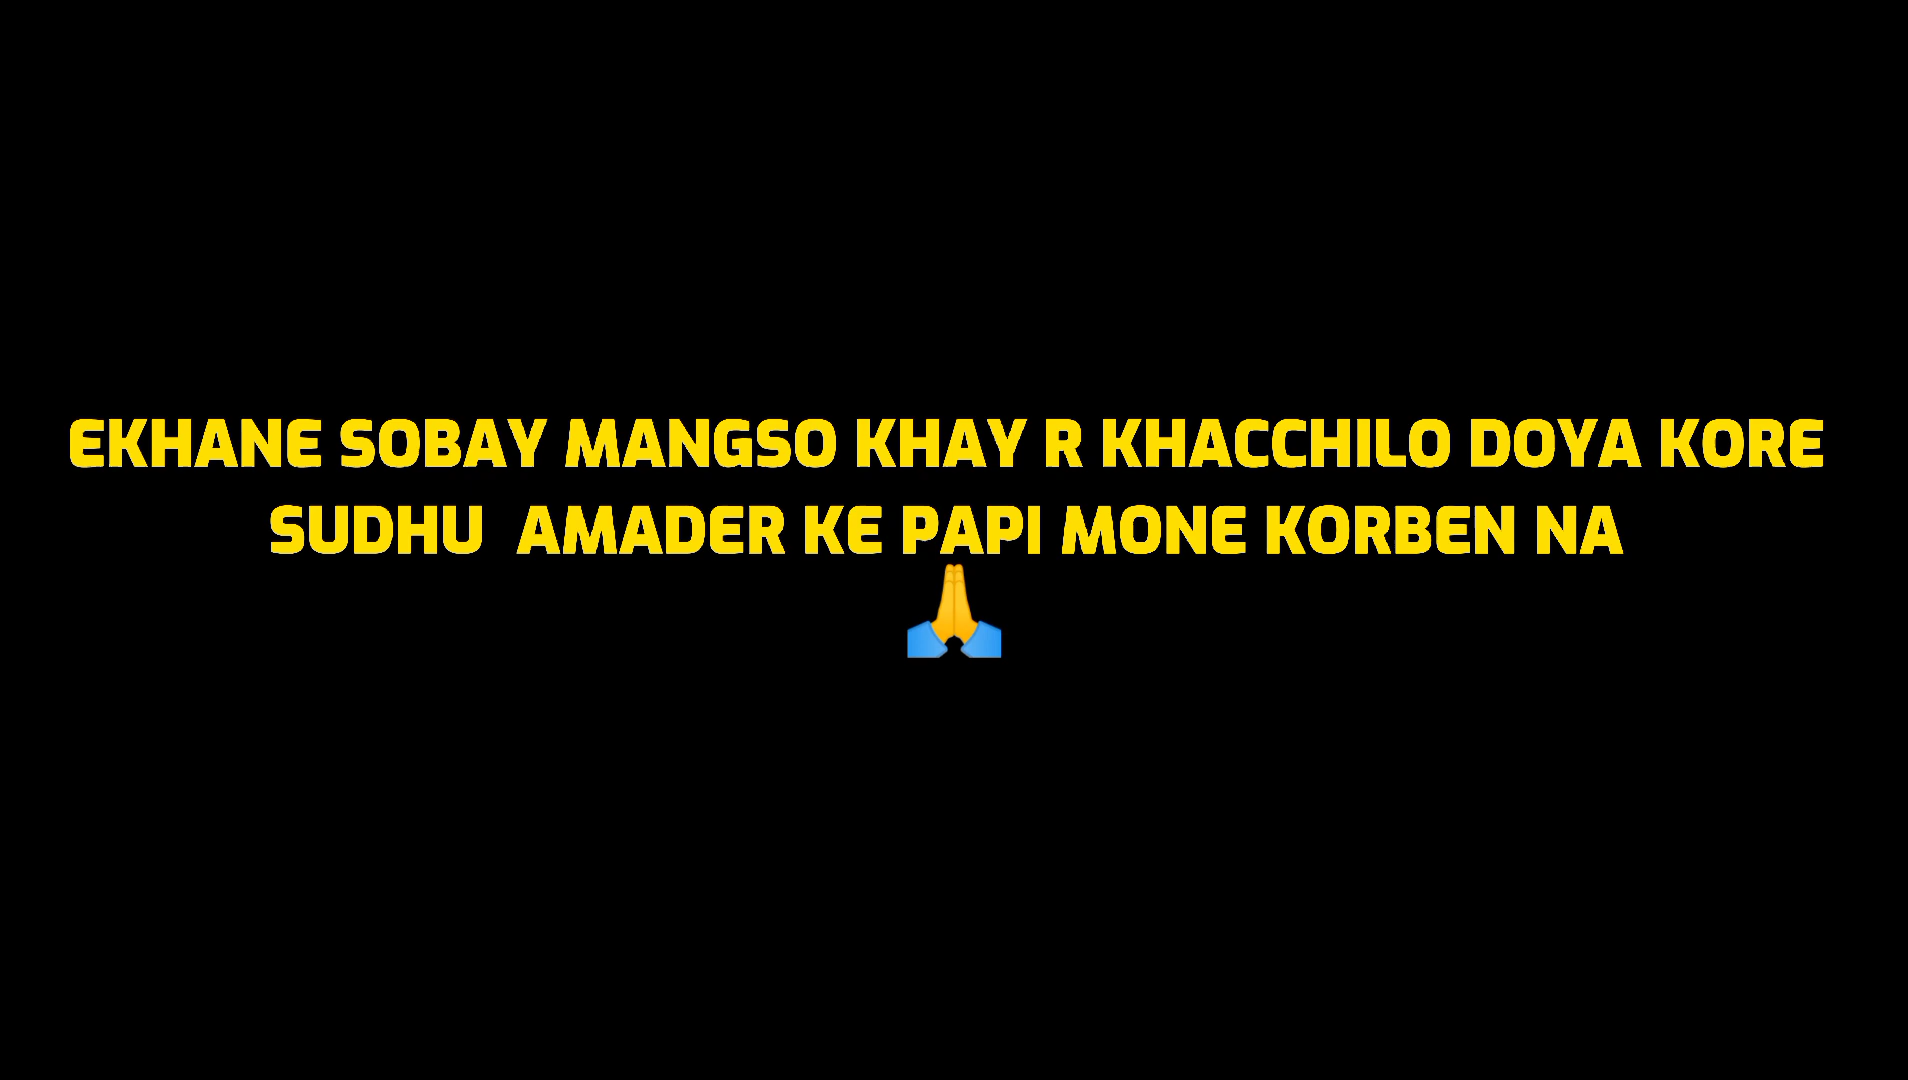 EKHANE SOBAY MANGSO KHAY R KHACCHILO DOYA KORE
SUDHU  AMADER KE PAPI MONE KORBEN NA
🙏